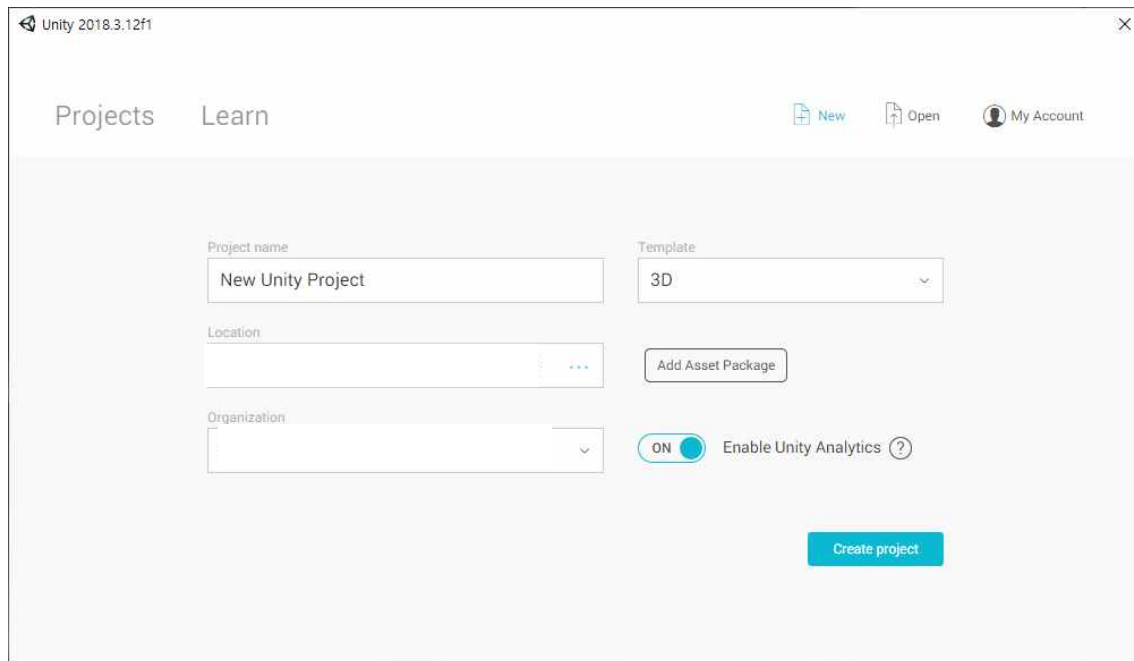 Unity 2018.3.12f1
Projects Learn New Open My Account
Project name Template
New Unity Project 3D
Location
... Add Asset Package
Organization
ON Enable Unity Analytics ?
Create project